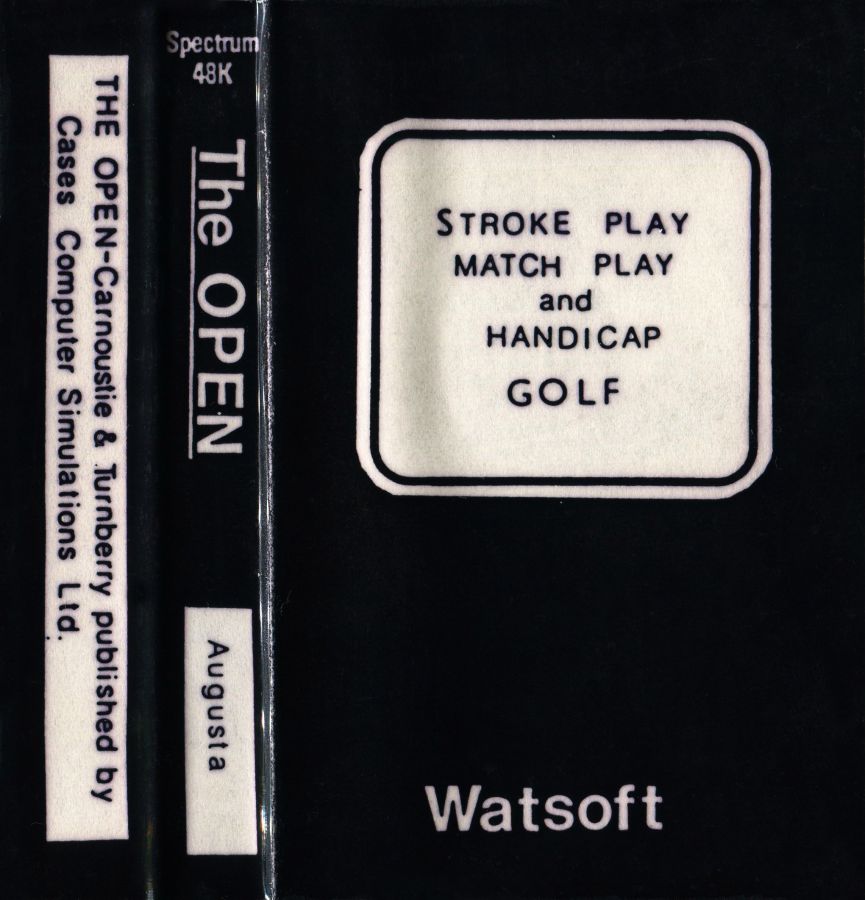 THE OPEN-Carnoustie & Turnberry published by
Cases Computer Simulations Ltd.
Spectrum
48K
The OPEN
Augusta
STROKE PLAY
MATCH PLAY
and
HANDICAP
GOLF
Watsoft